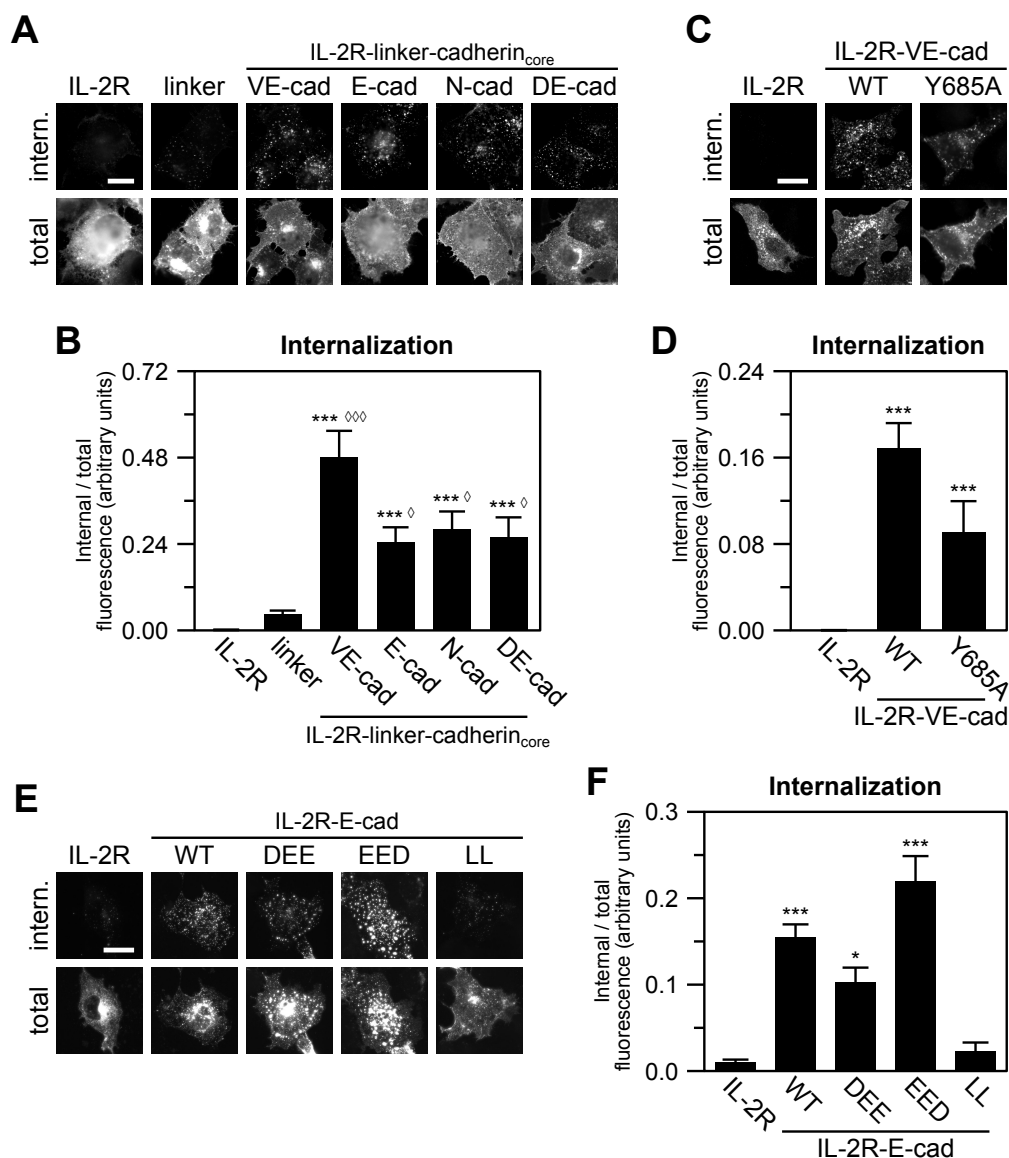 A
IL-2R-linker-cadherincore
IL-2R linker VE-cad E-cad N-cad DE-cad
intern.
total
C
IL-2R-VE-cad
IL-2R WT Y685A
intern.
total
B
Internalization
Internal / total
fluorescence (arbitrary units)
0.72
0.48
0.24
0.00
*** ◊◊◊
*** ◊
*** ◊
*** ◊
IL-2R linker VE-cad E-cad N-cad DE-cad
IL-2R-linker-cadherincore
D
Internalization
Internal / total
fluorescence (arbitrary units)
0.24
0.16
0.08
0.00
***
***
IL-2R WT Y685A
IL-2R-VE-cad
E
IL-2R-E-cad
IL-2R WT DEE EED LL
intern.
total
F
Internalization
Internal / total
fluorescence (arbitrary units)
0.3
0.2
0.1
0.0
***
*
***
IL-2R WT DEE EED LL
IL-2R-E-cad